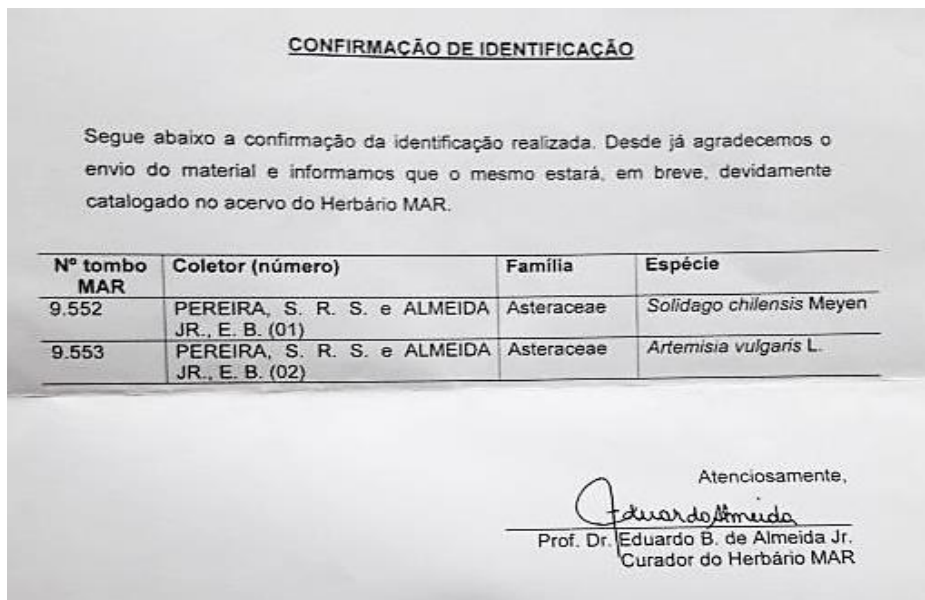 CONFIRMAÇÃO DE IDENTIFICAÇÃO
Segue abaixo a confirmação da identificação realizada. Desde já agradecemos o
envio do material e informamos que o mesmo estará, em breve, devidamente
catalogado no acervo do Herbário MAR.
Nº tombo MAR Coletor (número) Família Espécie
9.552 PEREIRA, S. R. S. e ALMEIDA JR., E. B. (01) Asteraceae Solidago chilensis Meyen
9.553 PEREIRA, S. R. S. e ALMEIDA JR., E. B. (02) Asteraceae Artemisia vulgaris L.
Atenciosamente,
Eduardo Almeida
Prof. Dr. Eduardo B. de Almeida Jr.
Curador do Herbário MAR